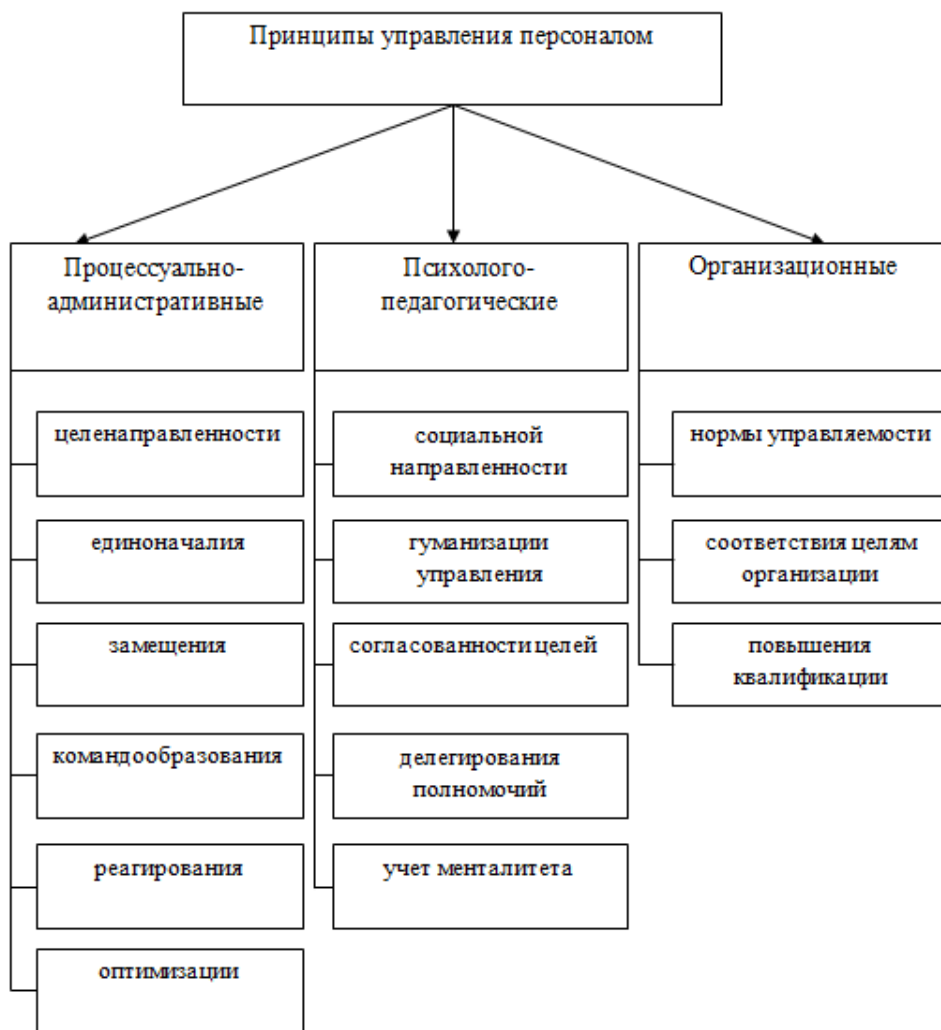 Принципы управления персоналом
Процессуально-
административные
целенаправленности
единоначалия
замещения
командообразования
реагирования
оптимизации
Психолого-
педагогические
социальной
направленности
гуманизации
управления
согласованности целей
делегирования
полномочий
учет менталитета
Организационные
нормы управляемости
соответствия целям
организации
повышения
квалификации